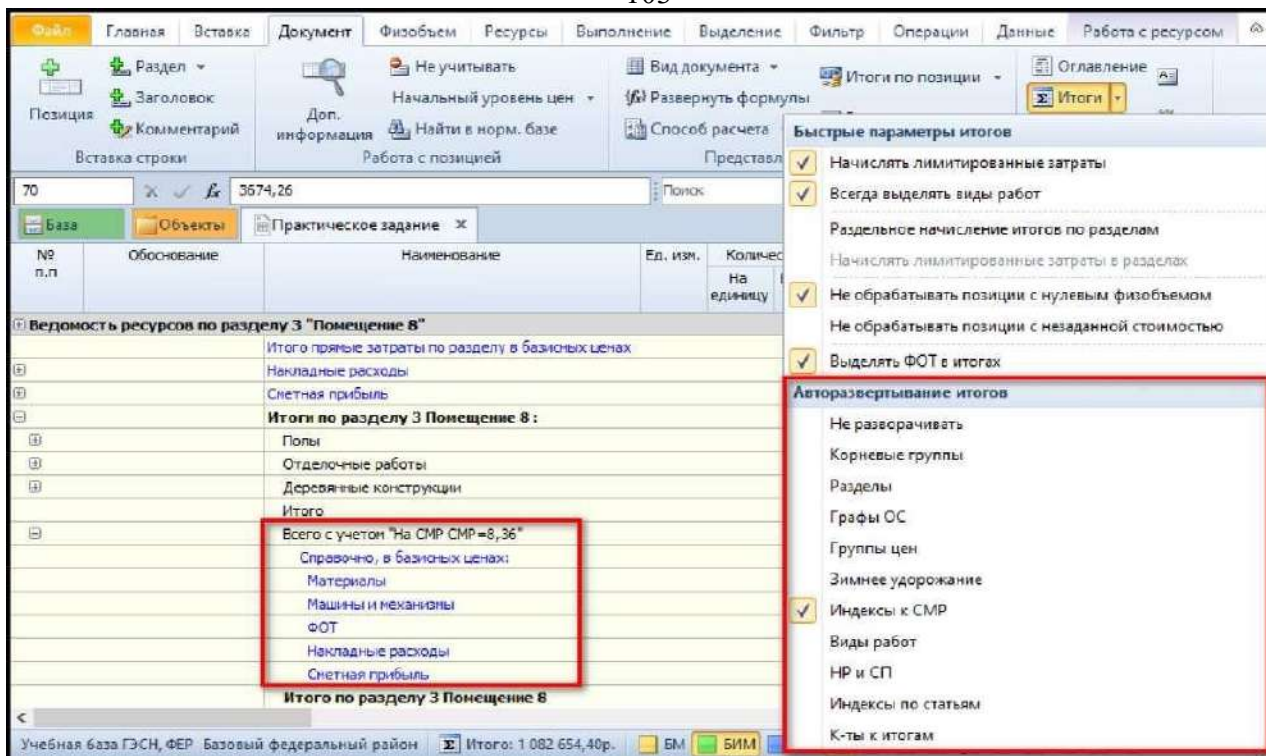 105
Файл Главная Вставка Документ Физобъем Ресурсы Выполнение Выделение Фильтр Операции Данные Работа с ресурсом
Позиция
Раздел
Заголовок
Комментарий
Вставка строки
Доп. информация
Не учитывать
Начальный уровень цен
Найти в норм. базе
Работа с позицией
Вид документа
Развернуть формулы
Способ расчета
Представл
Итоги по позиции
Оглавление
Итоги
70 fx 3674,26 Поиск
База Объекты Практическое задание
№ п.п Обоснование Наименование Ед. изм. Количес
На единицу
Ведомость ресурсов по разделу 3 "Помещение 8"
Итого прямые затраты по разделу в базисных ценах
Накладные расходы
Сметная прибыль
Итоги по разделу 3 Помещение 8 :
Полы
Отделочные работы
Деревянные конструкции
Итого
Всего с учетом "На СМР СМР=8,36"
Справочно, в базисных ценах:
Материалы
Машины и механизмы
ФОТ
Накладные расходы
Сметная прибыль
Итого по разделу 3 Помещение 8
Быстрые параметры итогов
Начислять лимитированные затраты
Всегда выделять виды работ
Раздельное начисление итогов по разделам
Начислять лимитированные затраты в разделах
Не обрабатывать позиции с нулевым физобъемом
Не обрабатывать позиции с незаданной стоимостью
Выделять ФОТ в итогах
Авторазвертывание итогов
Не разворачивать
Корневые группы
Разделы
Графы ОС
Группы цен
Зимнее удорожание
Индексы к СМР
Виды работ
НР и СП
Индексы по статьям
К-ты к итогам
Учебная база ГЭСН, ФЕР Базовый федеральный район Итого: 1 082 654,40р. БМ БИМ